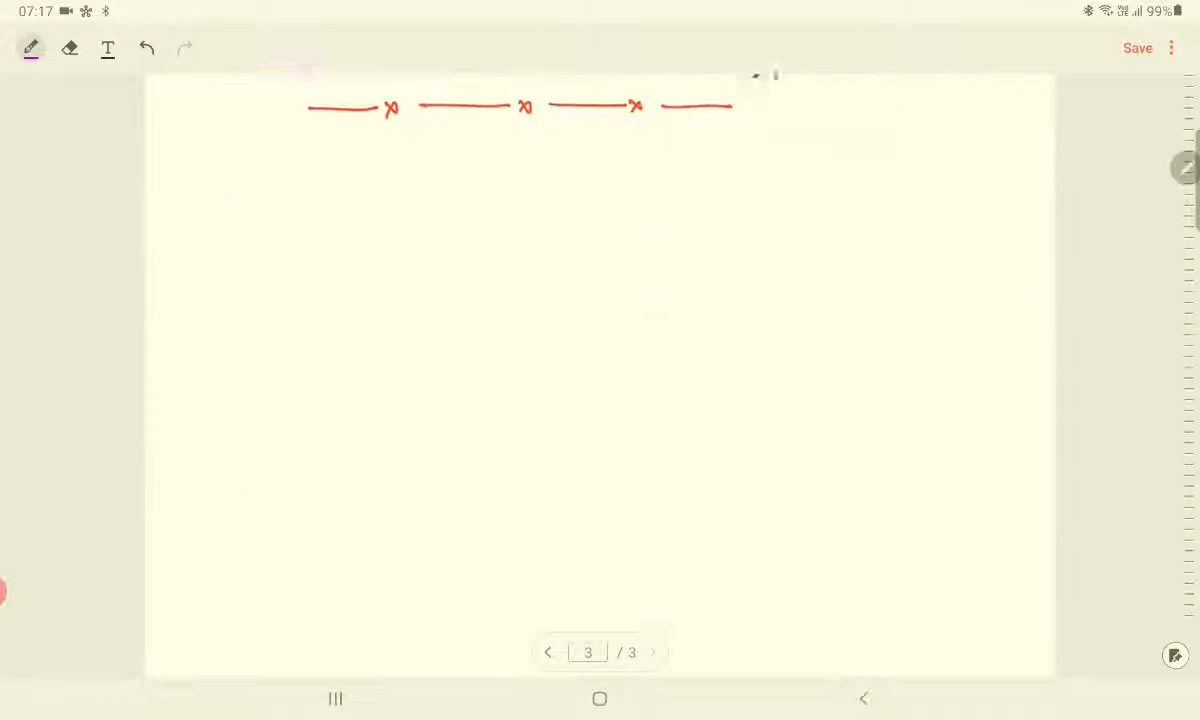 07:17
99%
T
Save
—x—x—x—
3 / 3